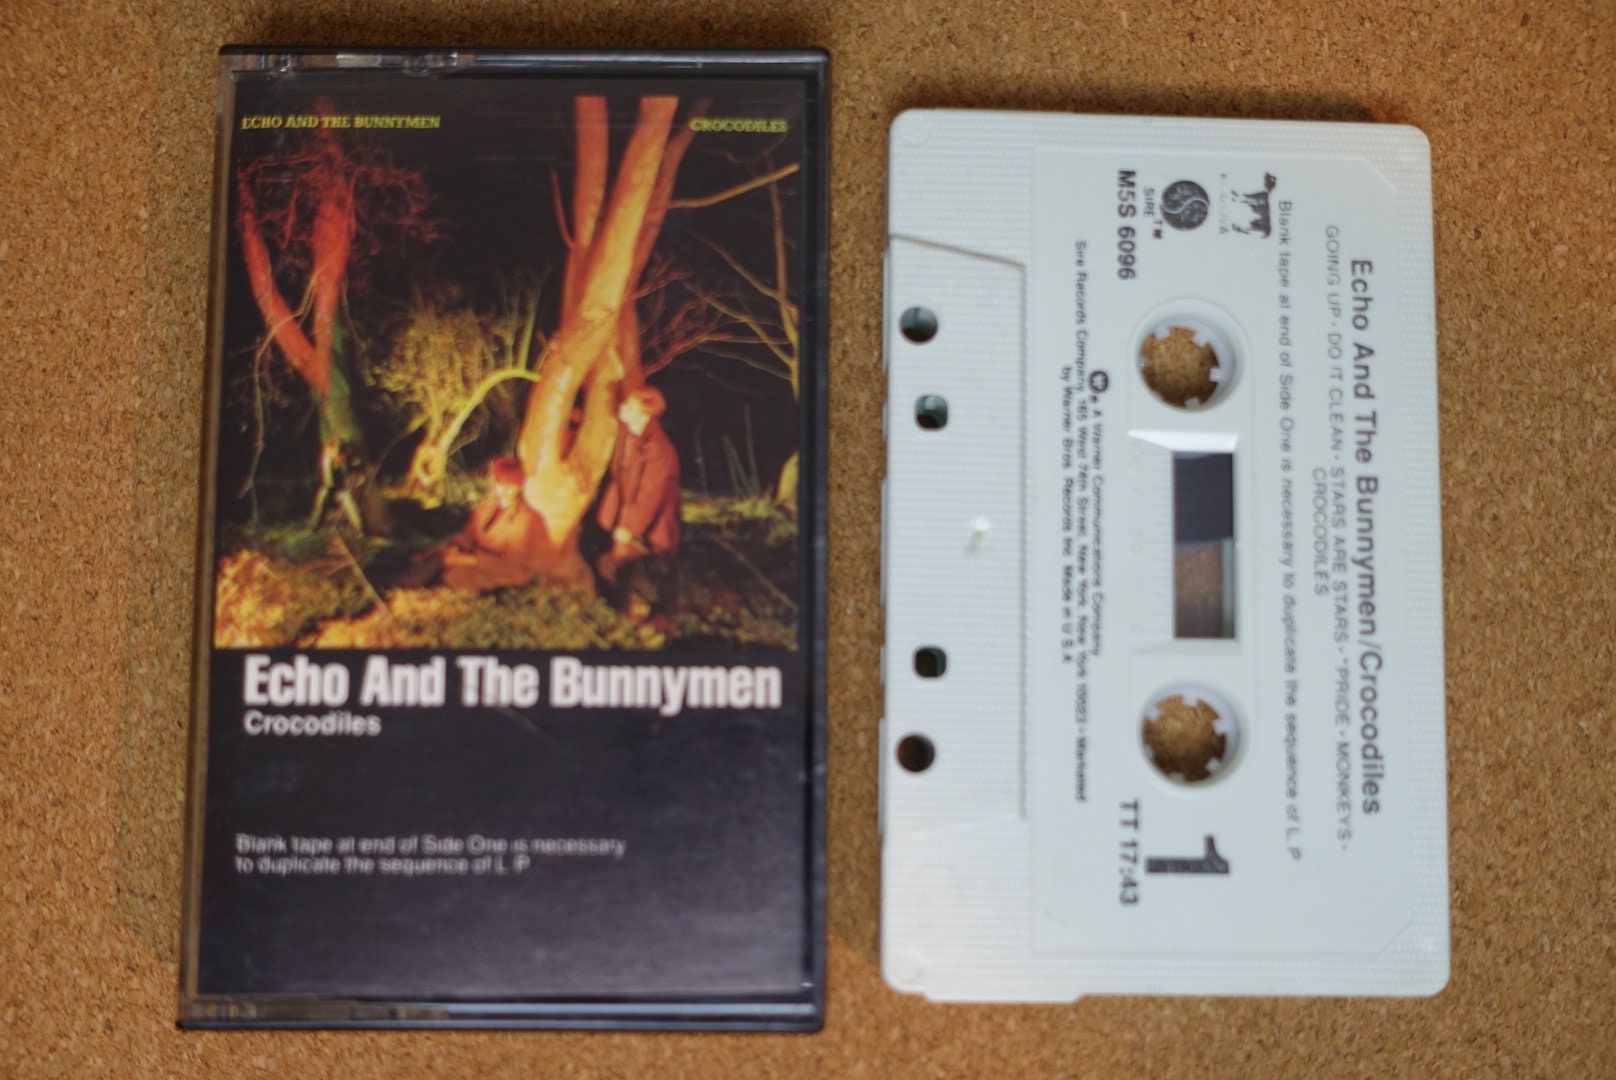 ECHO AND THE BUNNYMEN
CROCODILES
Echo And The Bunnymen
Crocodiles
Blank tape at end of Side One is necessary
to duplicate the sequence of L.P
Echo And The Bunnymen/Crocodiles
GOING UP · DO IT CLEAN · STARS ARE STARS · *PRIDE · MONKEYS ·
CROCODILES
Blank tape at end of Side One is necessary to duplicate the sequence of L.P
KOROVA
SIRE TM
M5S 6096
1
TT 17:43
A Warner Communications Company
Sire Records Company, 165 West 74th Street, New York, New York 10023 · Marketed
by Warner Bros. Records Inc. Made in U.S.A